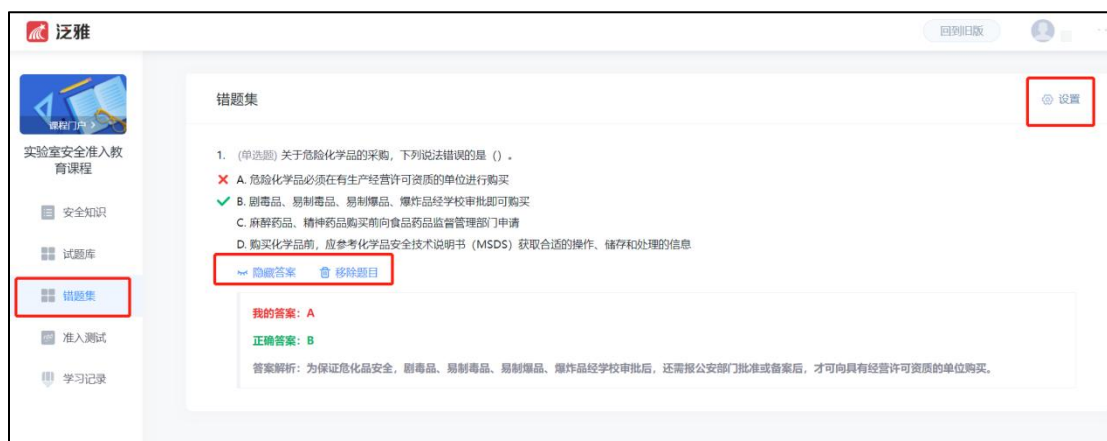 泛雅
回到旧版
课程门户 >
实验室安全准入教
育课程
安全知识
试题库
错题集
准入测试
学习记录
错题集
设置
1. (单选题) 关于危险化学品的采购，下列说法错误的是（）。
A. 危险化学品必须在有生产经营许可资质的单位进行购买
B. 剧毒品、易制毒品、易制爆品、爆炸品经学校审批即可购买
C. 麻醉药品、精神药品购买前向食品药品监督管理部门申请
D. 购买化学品前，应参考化学品安全技术说明书（MSDS）获取合适的操作、储存和处理的信息
隐藏答案 移除题目
我的答案：A
正确答案：B
答案解析：为保证危化品安全，剧毒品、易制毒品、易制爆品、爆炸品经学校审批后，还需报公安部门批准或备案后，才可向具有经营许可资质的单位购买。